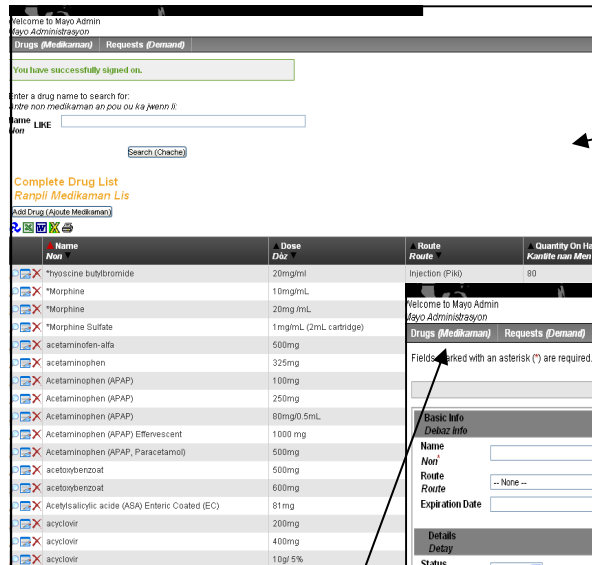 Welcome to Mayo Admin
Mayo Administrasyon
Drugs (Medikaman) Requests (Demand)
You have successfully signed on.
Enter a drug name to search for:
Antre non medikaman an pou ou ka jwenn li:
Name LIKE
Non
Search (Chache)
Complete Drug List
Ranpli Medikaman Lis
Add Drug (Ajoute Medikaman)
Name Dose Route Quantity On Ha
Non Dòz Route Kantite nan Men
*hyoscine butylbromide 20mg/ml Injection (Piki) 80
*Morphine 10mg/mL
*Morphine 20mg /mL
*Morphine Sulfate 1mg/mL (2mL cartridge)
acetaminofen-alfa 500mg
acetaminophen 325mg
Acetaminophen (APAP) 100mg
Acetaminophen (APAP) 250mg
Acetaminophen (APAP) 80mg/0.5mL
Acetaminophen (APAP) Effervescent 1000 mg
Acetaminophen (APAP, Paracetamol) 500mg
acetoxybenzoat 500mg
acetoxybenzoat 600mg
Acetylsalicylic acide (ASA) Enteric Coated (EC) 81mg
acyclovir 200mg
acyclovir 400mg
acyclovir 10g/ 5%
Welcome to Mayo Admin
Mayo Administrasyon
Drugs (Medikaman) Requests (Demand)
Fields marked with an asterisk (*) are required.
Basic Info
Debaz Info
Name
Non*
Route -- None --
Route
Expiration Date
Details
Detay
Status